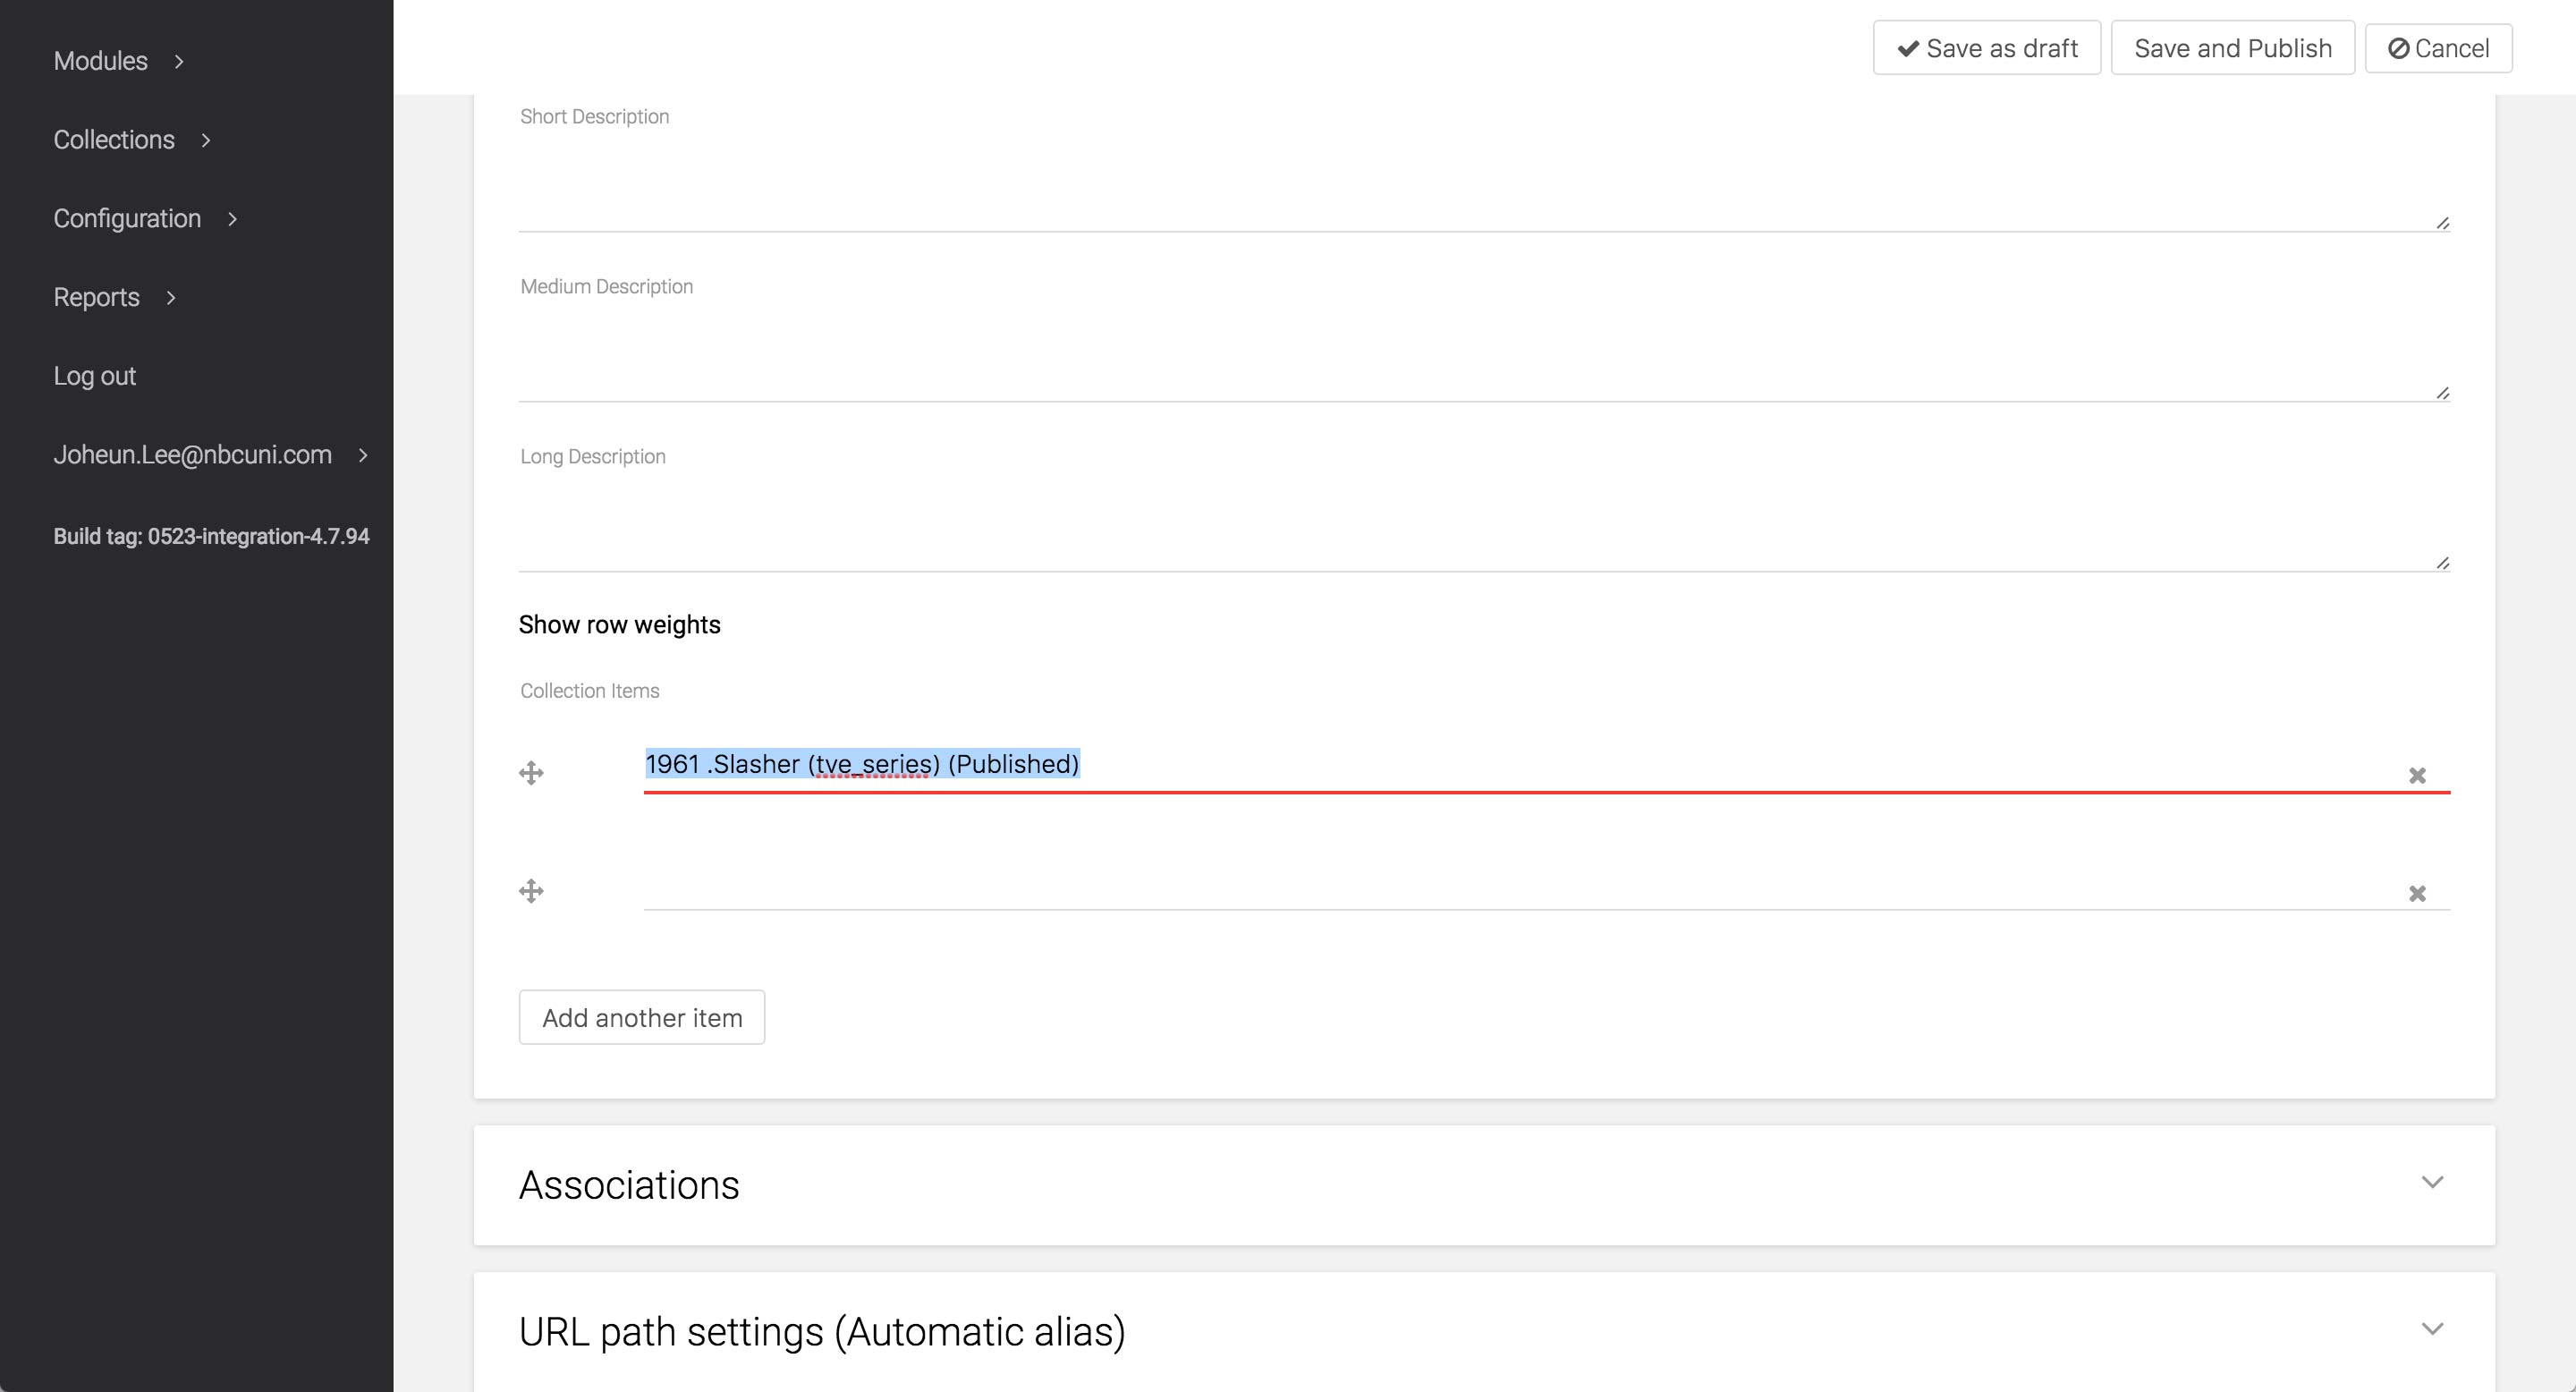 Modules
Collections
Configuration
Reports
Log out
Joheun.Lee@nbcuni.com
Build tag: 0523-integration-4.7.94
Save as draft
Save and Publish
Cancel
Short Description
Medium Description
Long Description
Show row weights
Collection Items
1961 .Slasher (tve_series) (Published)
Add another item
Associations
URL path settings (Automatic alias)